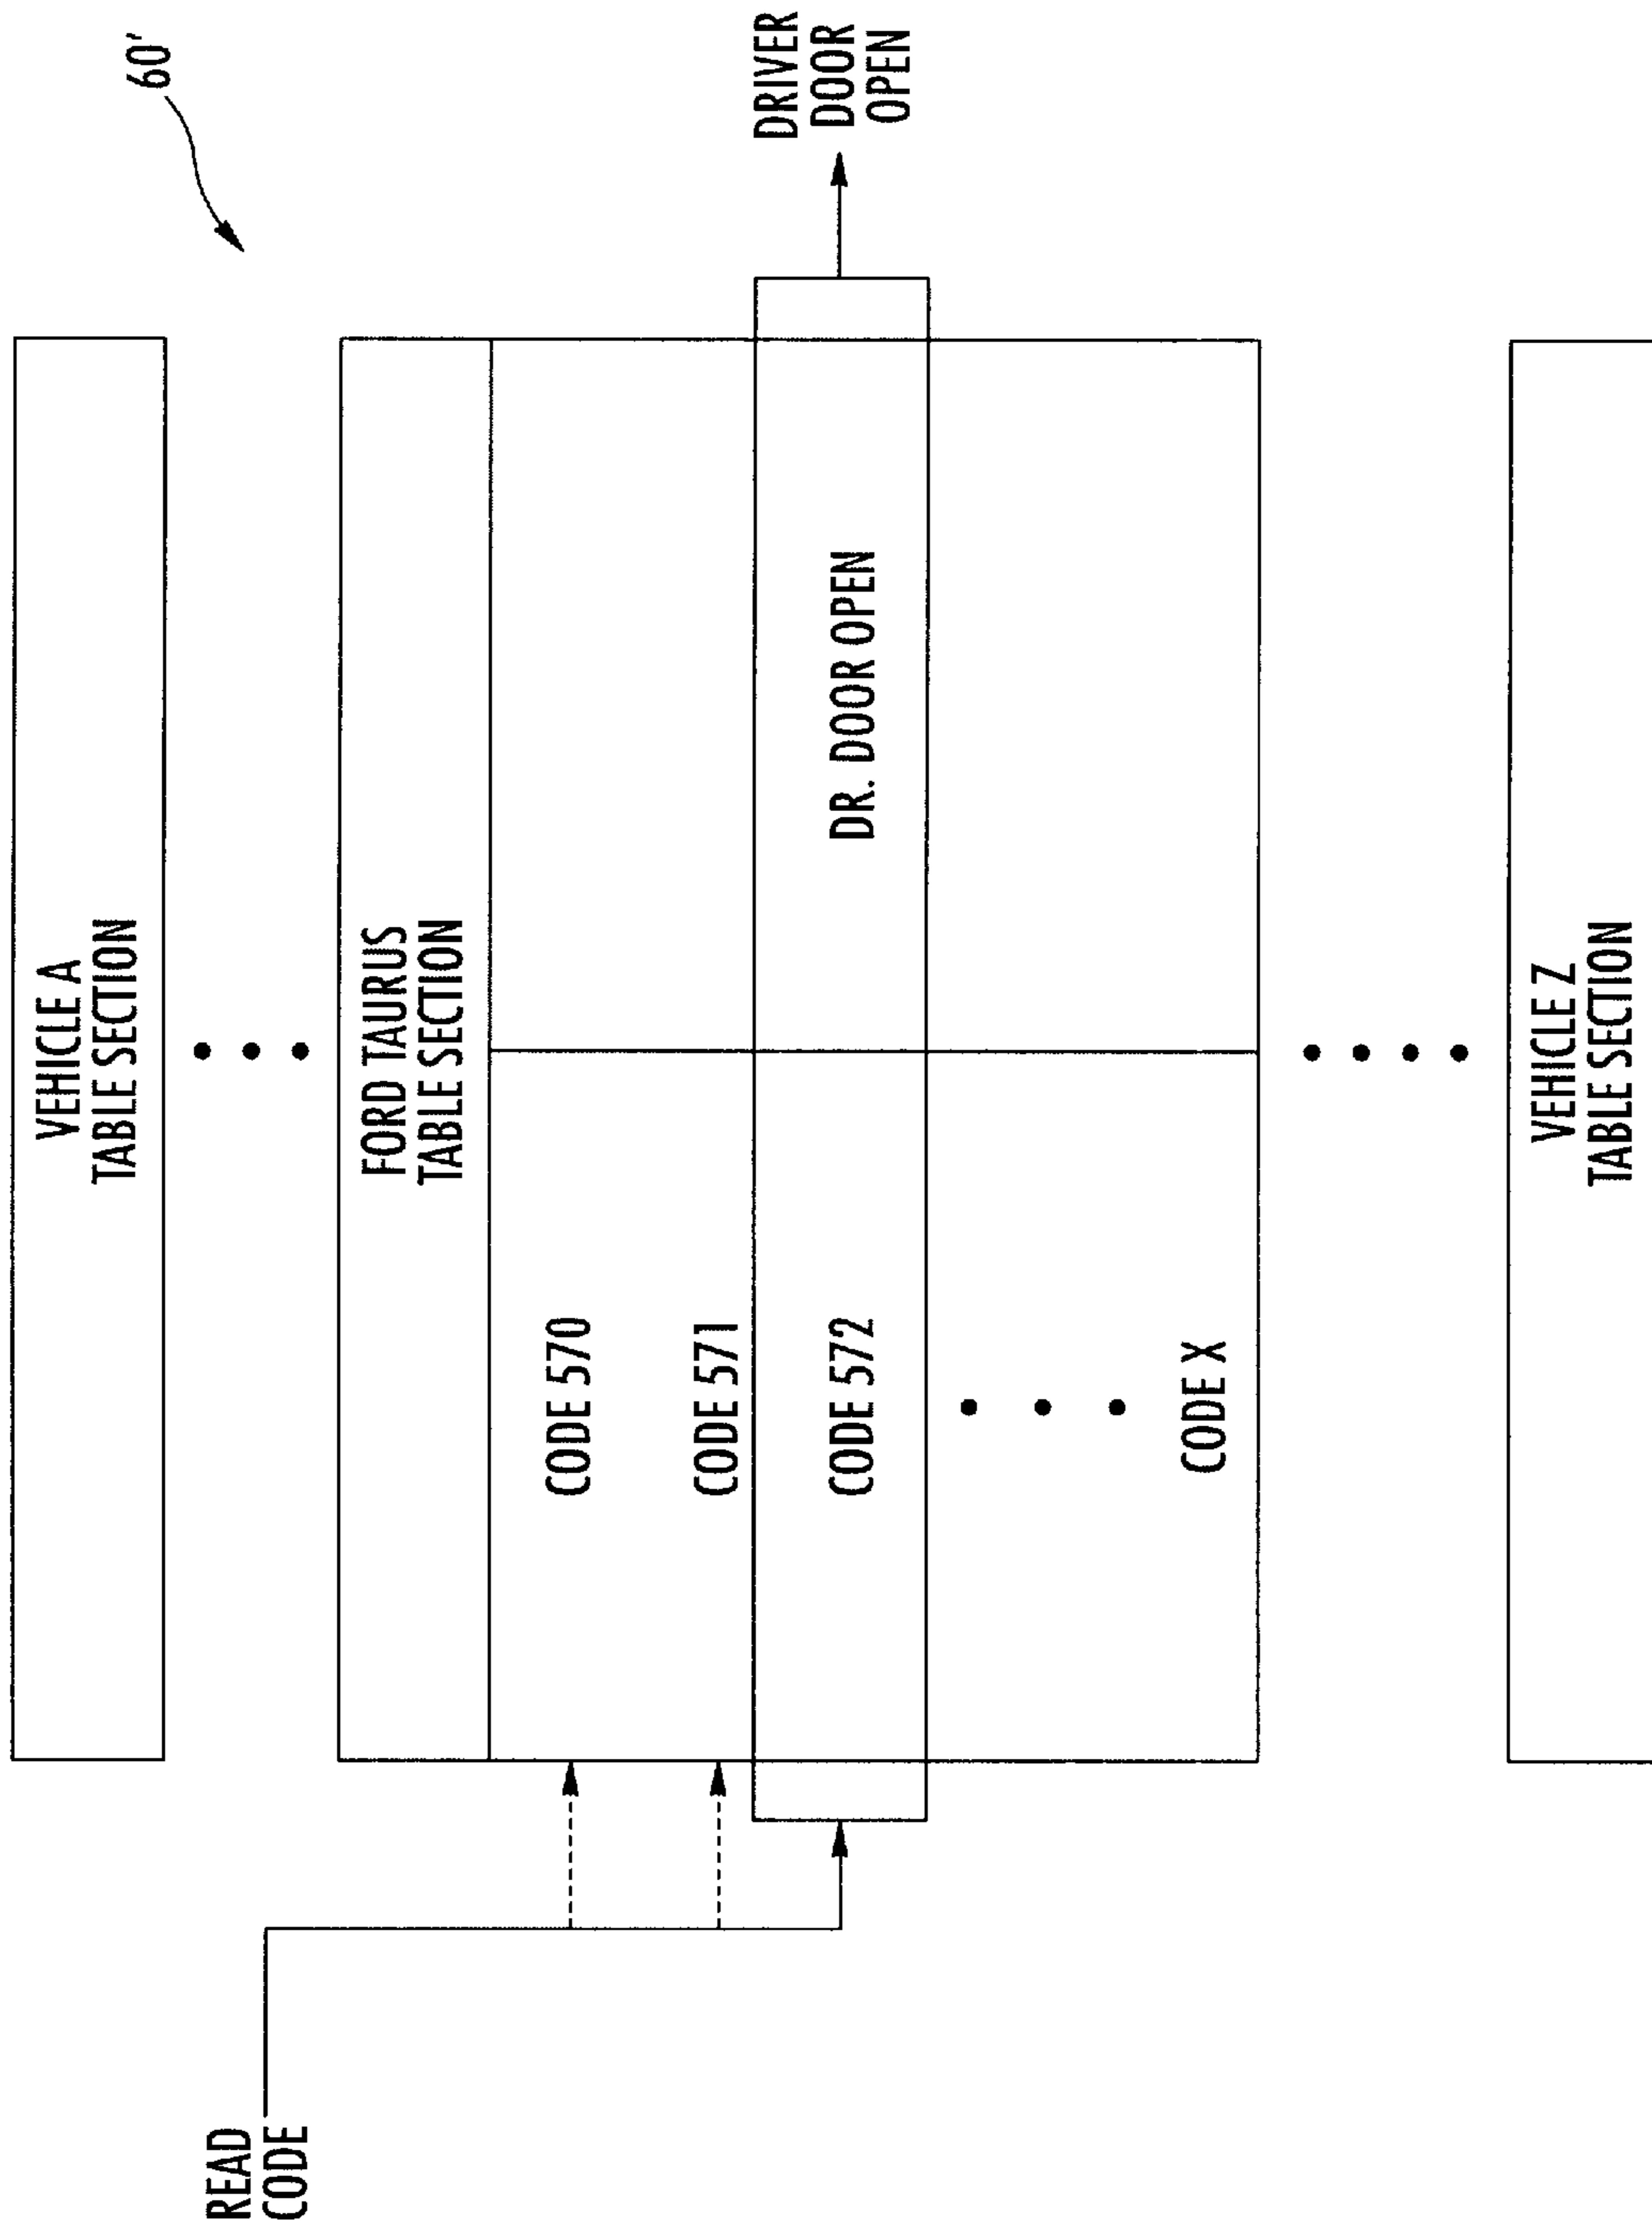 60'
VEHICLE A
TABLE SECTION
FORD TAURUS
TABLE SECTION
READ
CODE
CODE 570
CODE 571
CODE 572
DR. DOOR OPEN
DRIVER
DOOR
OPEN
CODE X
VEHICLE Z
TABLE SECTION